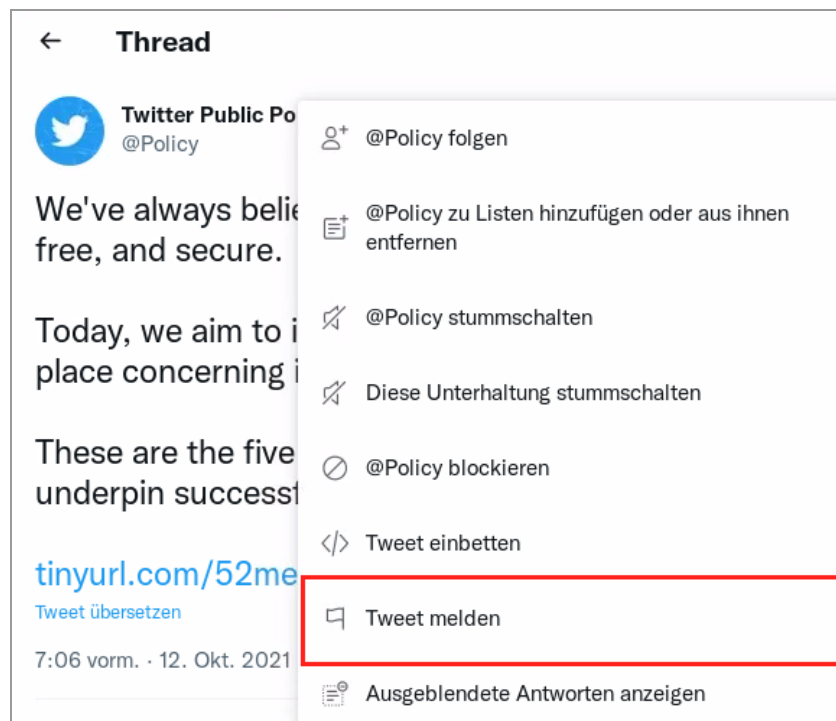 Thread
Twitter Public Po
@Policy
We've always belie
free, and secure.
Today, we aim to i
place concerning i
These are the five
underpin successf
tinyurl.com/52me
Tweet übersetzen
7:06 vorm. · 12. Okt. 2021
@Policy folgen
@Policy zu Listen hinzufügen oder aus ihnen
entfernen
@Policy stummschalten
Diese Unterhaltung stummschalten
@Policy blockieren
Tweet einbetten
Tweet melden
Ausgeblendete Antworten anzeigen